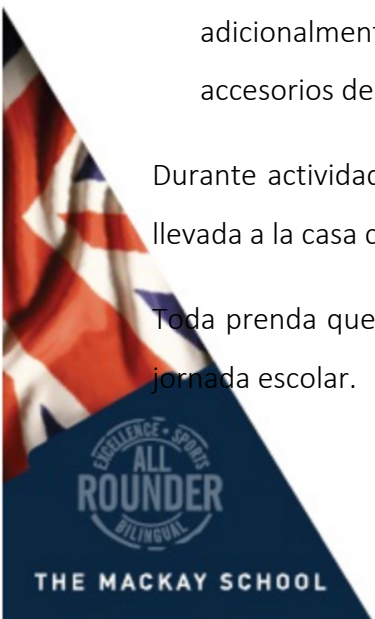 adicionalment
accesorios de
Durante actividad
llevada a la casa
Toda prenda que
jornada escolar.
EXCELLENCE • SPORTS
ALL
ROUNDER
BILINGUAL
THE MACKAY SCHOOL